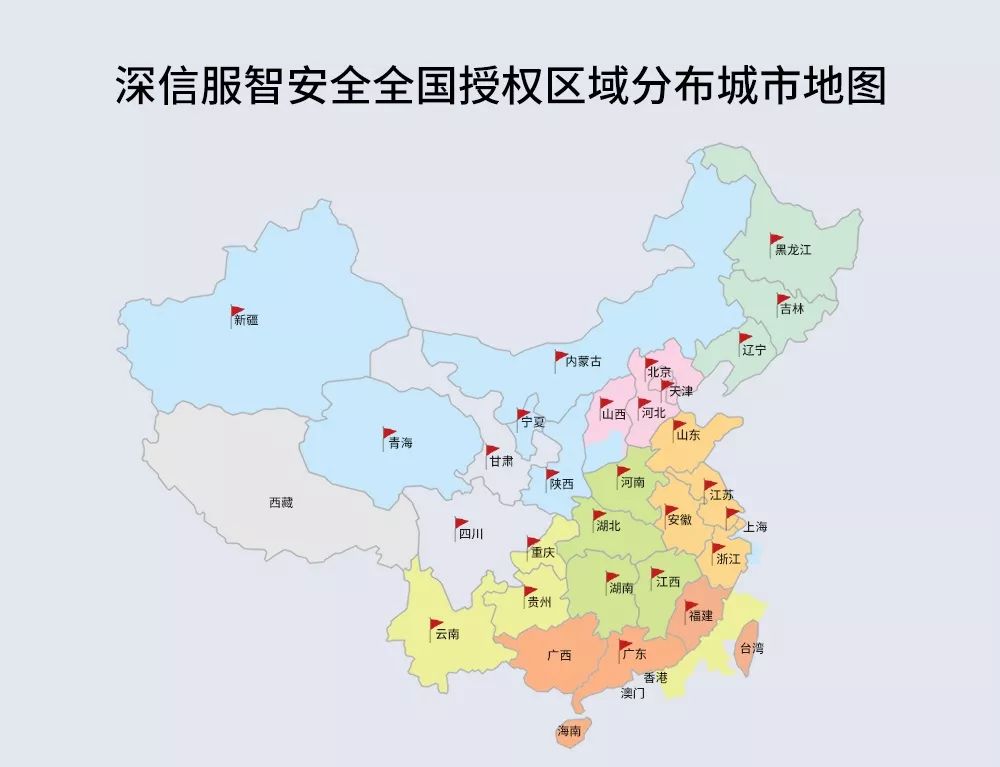 深信服智安全全国授权区域分布城市地图
黑龙江
吉林
新疆
辽宁
内蒙古
北京
天津
山西
河北
宁夏
山东
青海
甘肃
陕西
河南
江苏
西藏
安徽
湖北
上海
四川
重庆
浙江
江西
湖南
贵州
福建
云南
台湾
广西
广东
香港
澳门
海南